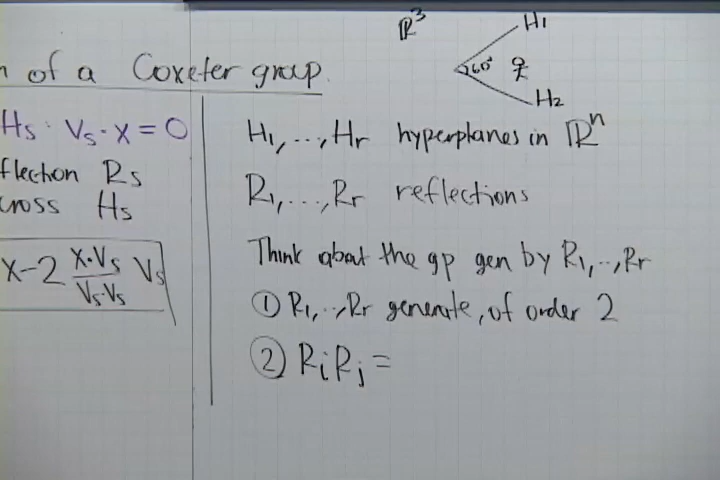 n of a Coxeter group.
Hs: Vs·x=0
flection Rs
cross Hs
x-2 x·Vs/Vs·Vs Vs
ℝ³
H1
60°
H2
H1,...,Hr hyperplanes in ℝⁿ
R1,...,Rr reflections
Think about the gp gen by R1,..,Rr
① R1,..,Rr generate, of order 2
② RiRj =